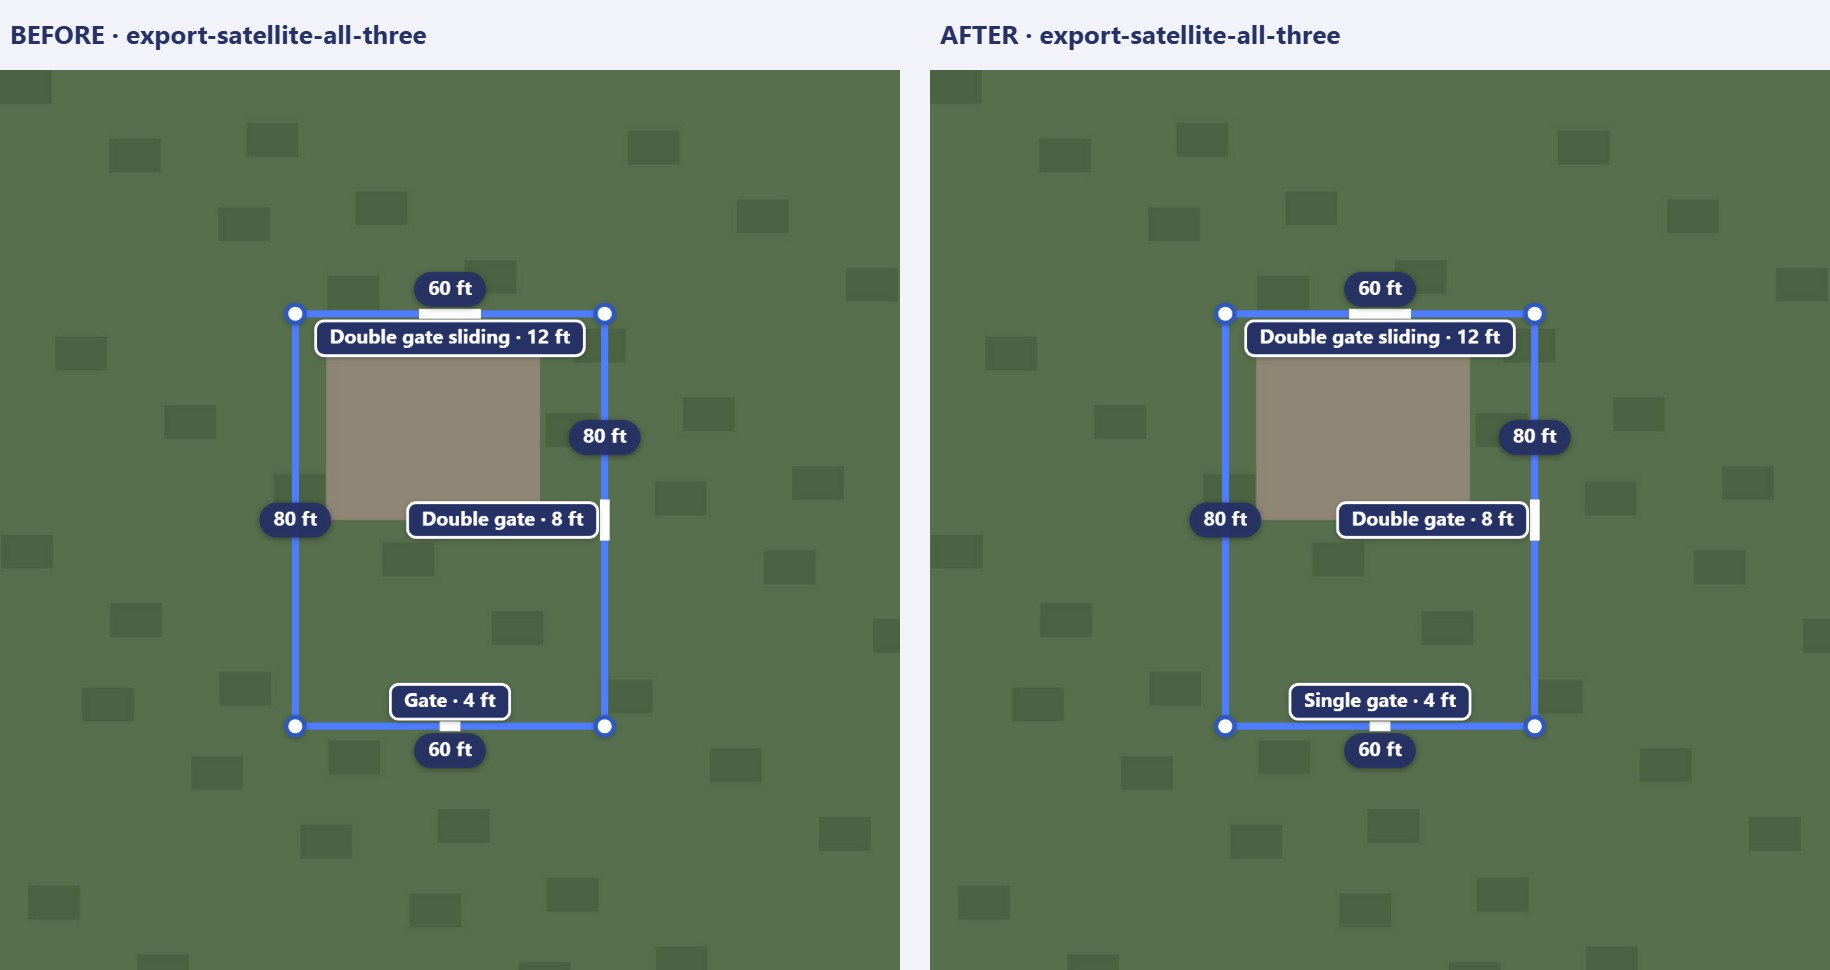 BEFORE · export-satellite-all-three
60 ft
Double gate sliding · 12 ft
80 ft
80 ft
Double gate · 8 ft
Gate · 4 ft
60 ft
AFTER · export-satellite-all-three
60 ft
Double gate sliding · 12 ft
80 ft
80 ft
Double gate · 8 ft
Single gate · 4 ft
60 ft